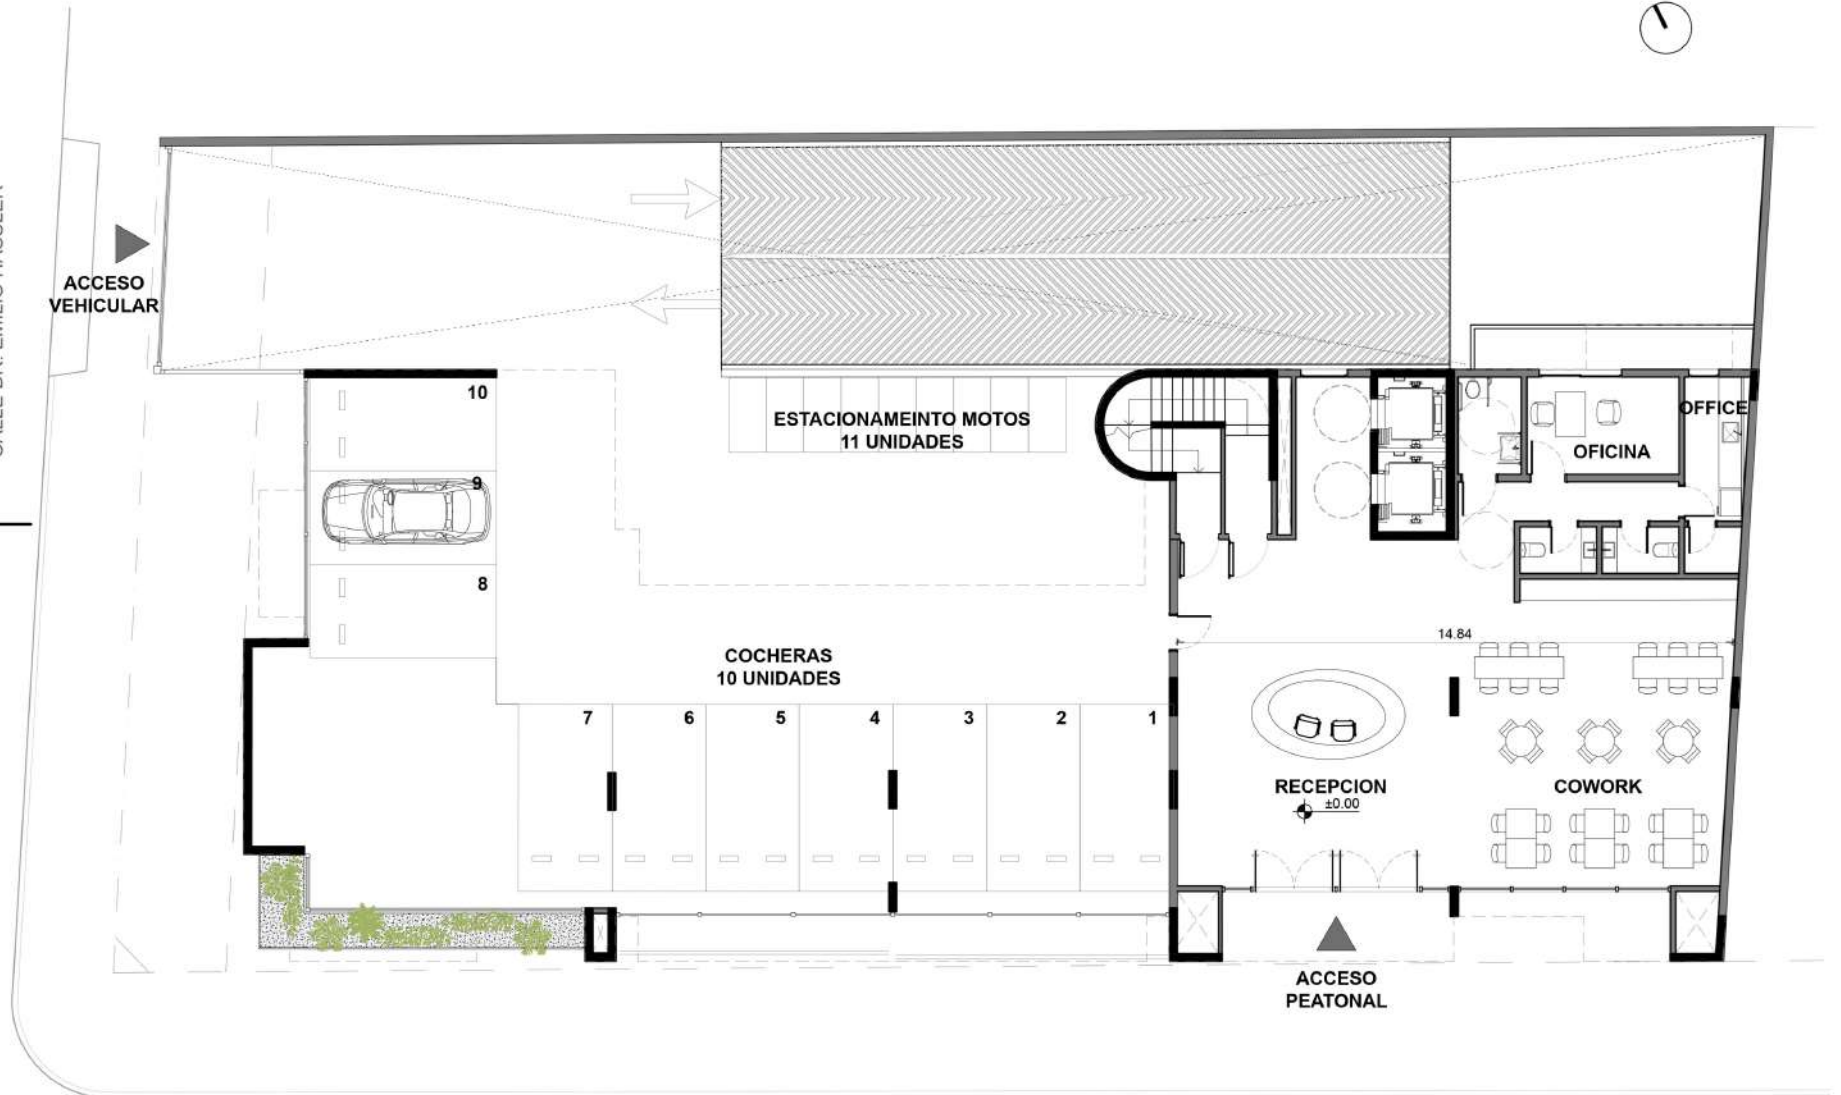 ACCESO
VEHICULAR
10
9
8
ESTACIONAMEINTO MOTOS
11 UNIDADES
OFFICE
OFICINA
14.84
COCHERAS
10 UNIDADES
7
6
5
4
3
2
1
RECEPCION
±0.00
COWORK
ACCESO
PEATONAL